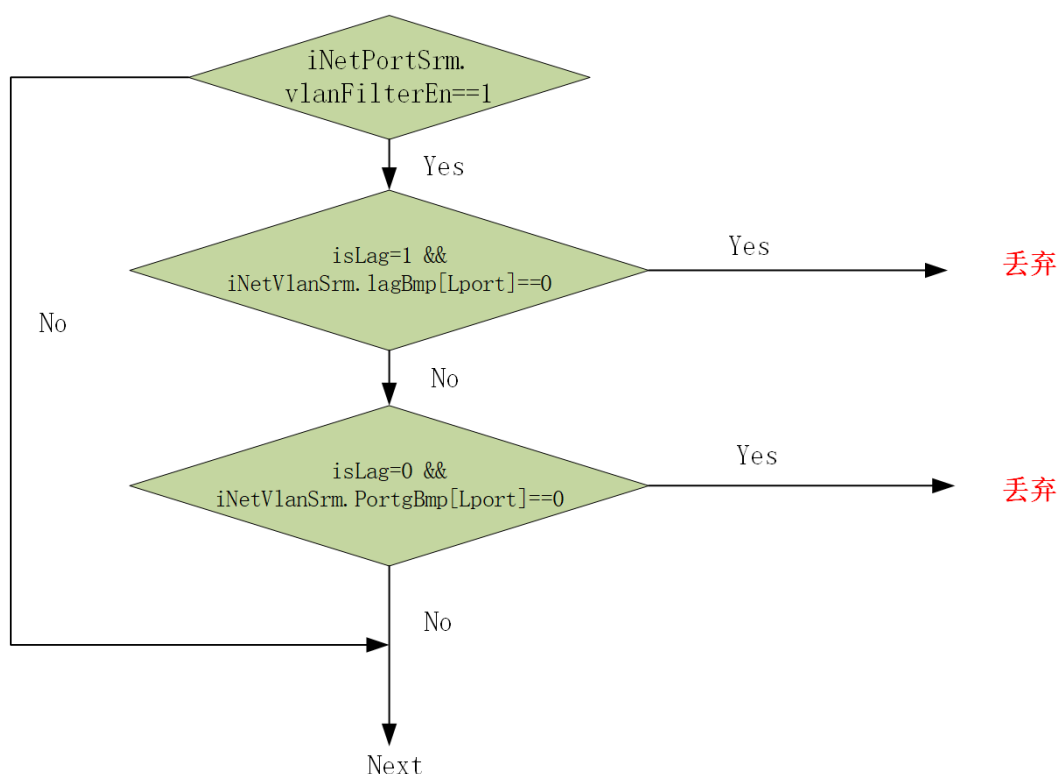 iNetPortSrm.
vlanFilterEn==1
Yes
isLag=1 &&
iNetVlanSrm.lagBmp[Lport]==0
Yes
丢弃
No
No
isLag=0 &&
iNetVlanSrm.PortgBmp[Lport]==0
Yes
丢弃
No
Next